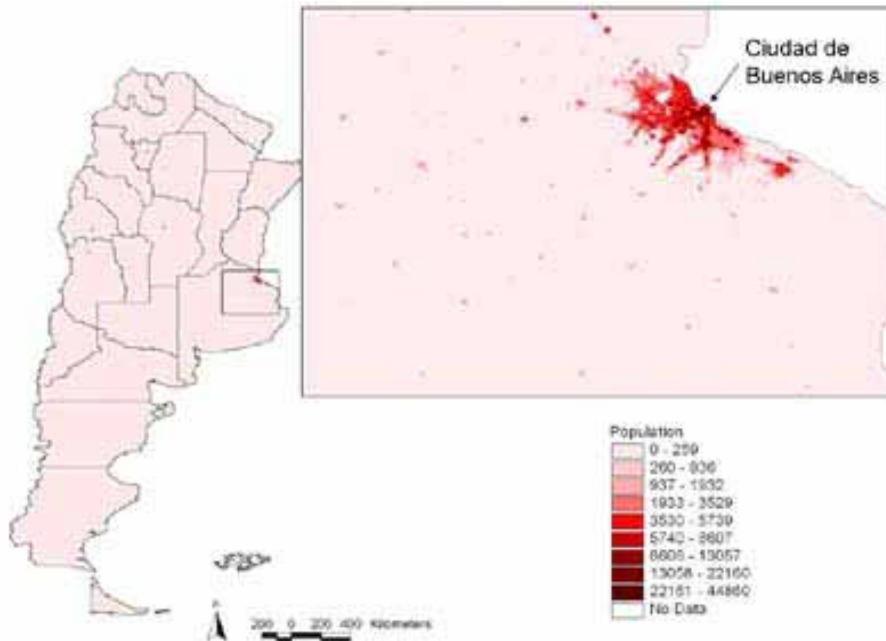 Ciudad de
Buenos Aires
Population
0 - 259
260 - 936
937 - 1932
1933 - 3529
3530 - 5739
5740 - 8607
8608 - 13057
13058 - 22160
22161 - 44860
No Data
200 0 200 400 Kilometers